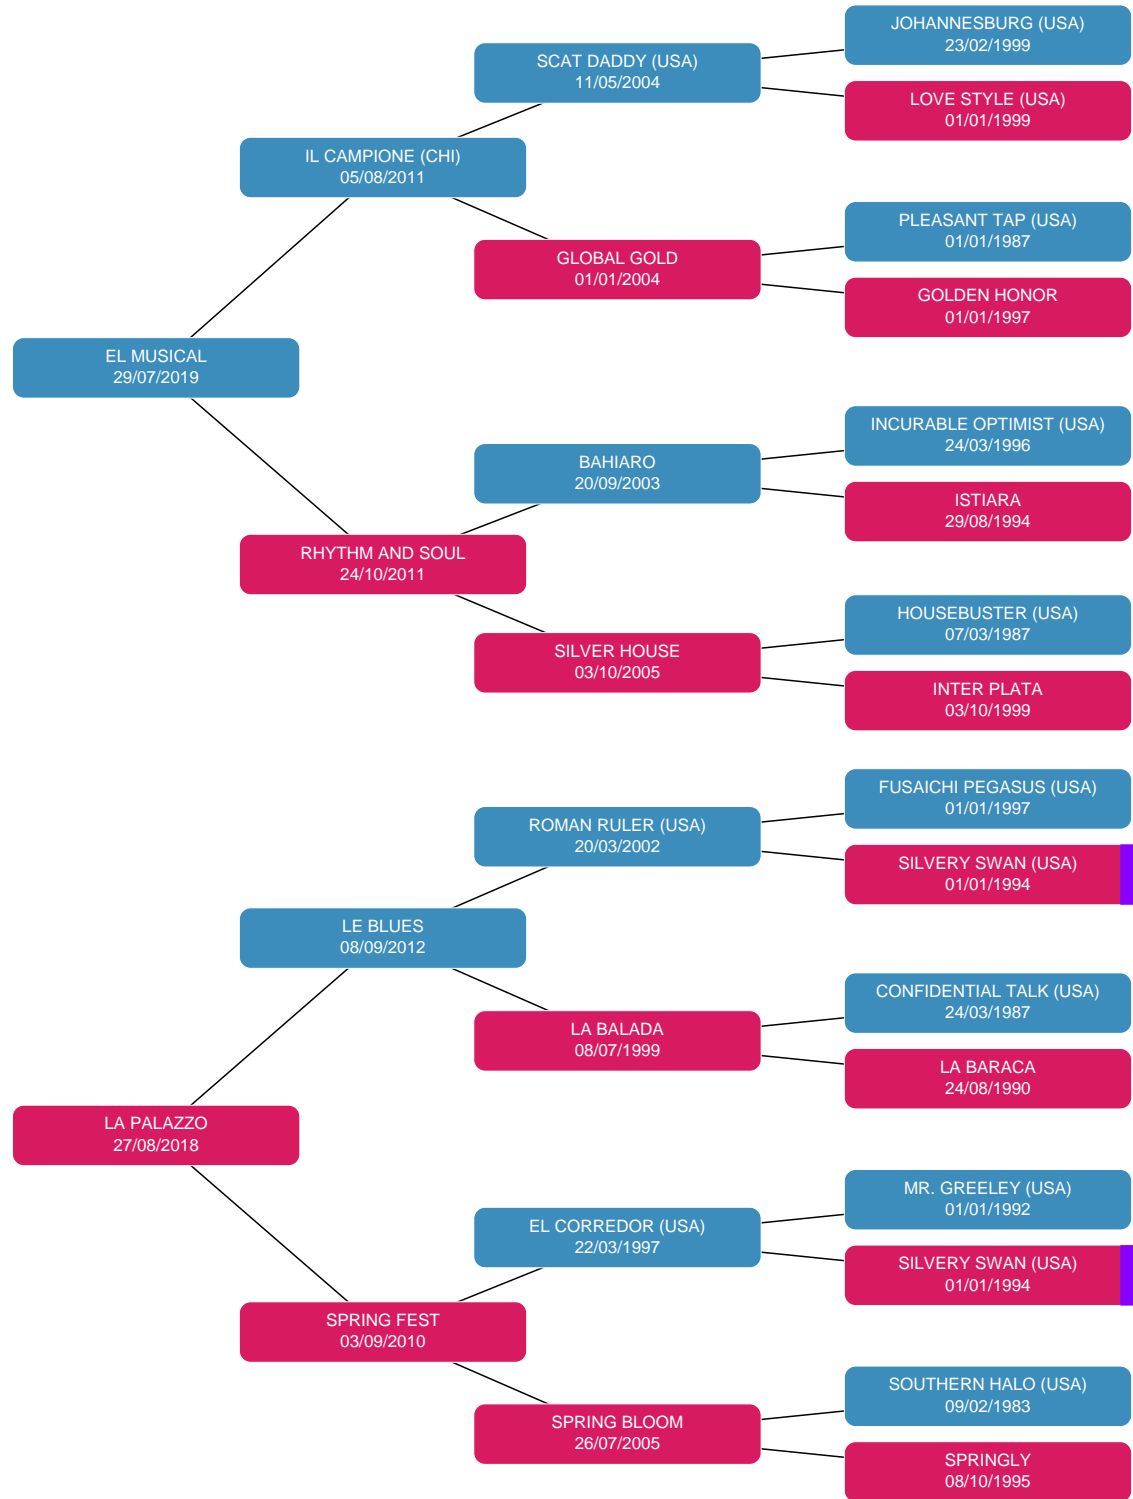 JOHANNESBURG (USA)
23/02/1999
SCAT DADDY (USA)
11/05/2004
LOVE STYLE (USA)
01/01/1999
IL CAMPIONE (CHI)
05/08/2011
PLEASANT TAP (USA)
01/01/1987
GLOBAL GOLD
01/01/2004
GOLDEN HONOR
01/01/1997
EL MUSICAL
29/07/2019
INCURABLE OPTIMIST (USA)
24/03/1996
BAHIARO
20/09/2003
ISTIARA
29/08/1994
RHYTHM AND SOUL
24/10/2011
HOUSEBUSTER (USA)
07/03/1987
SILVER HOUSE
03/10/2005
INTER PLATA
03/10/1999
FUSAICHI PEGASUS (USA)
01/01/1997
ROMAN RULER (USA)
20/03/2002
SILVERY SWAN (USA)
01/01/1994
LE BLUES
08/09/2012
CONFIDENTIAL TALK (USA)
24/03/1987
LA BALADA
08/07/1999
LA BARACA
24/08/1990
LA PALAZZO
27/08/2018
MR. GREELEY (USA)
01/01/1992
EL CORREDOR (USA)
22/03/1997
SILVERY SWAN (USA)
01/01/1994
SPRING FEST
03/09/2010
SOUTHERN HALO (USA)
09/02/1983
SPRING BLOOM
26/07/2005
SPRINGLY
08/10/1995